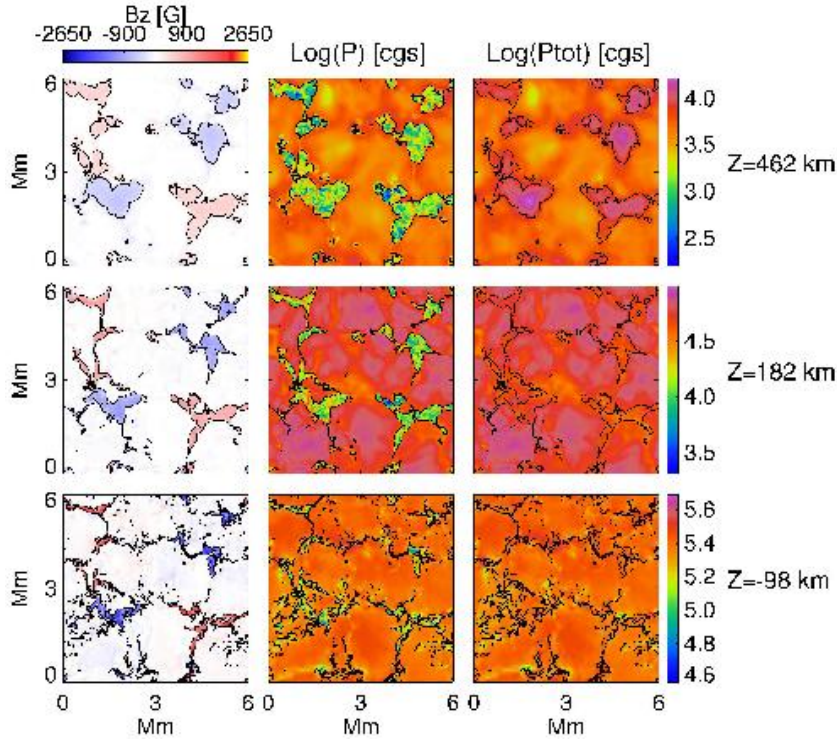 Bz [G]
-2650 -900 900 2650
Log(P) [cgs] Log(Ptot) [cgs]
6
Mm
3
0
4.0
3.5
3.0
2.5
Z=462 km
6
Mm
3
0
4.5
4.0
3.5
Z=182 km
6
Mm
3
0
5.6
5.4
5.2
5.0
4.8
4.6
Z=-98 km
0 3 6 0 3 6 0 3 6
Mm Mm Mm